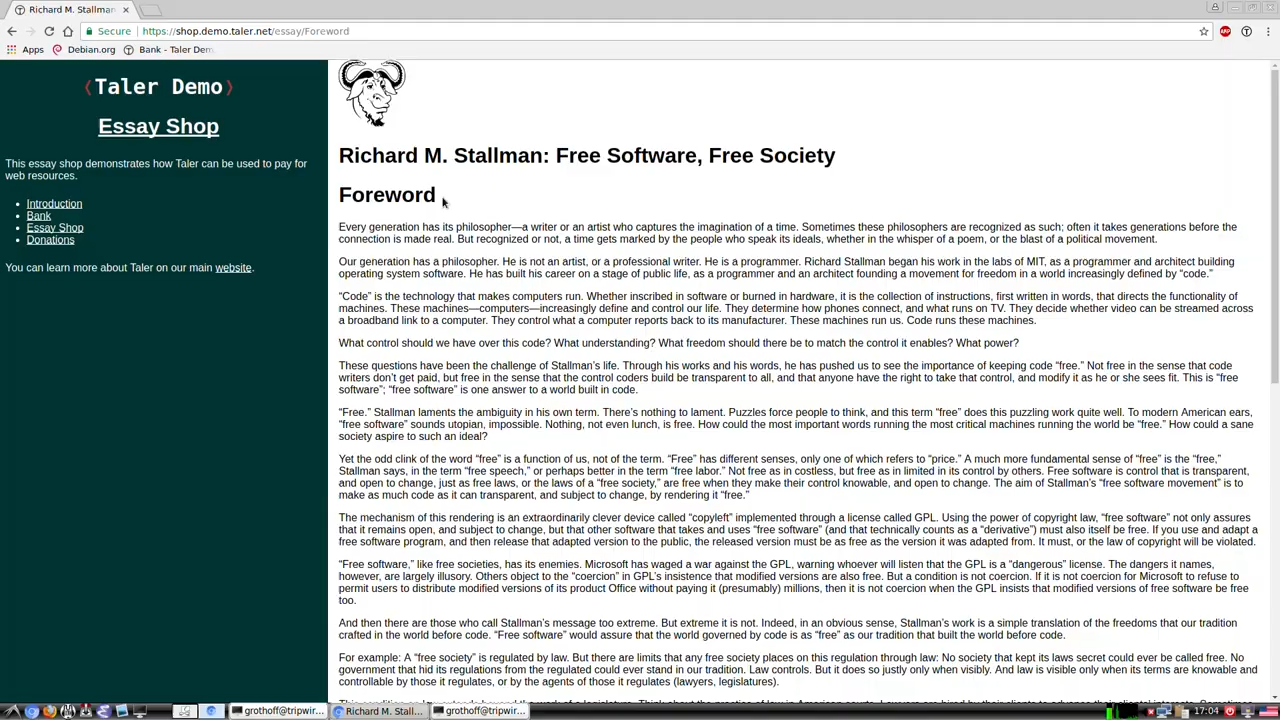 Richard M. Stallman
Secure
https://shop.demo.taler.net/essay/Foreword
Apps
Debian.org
Bank - Taler Dem
Taler Demo
Essay Shop
This essay shop demonstrates how Taler can be used to pay for
web resources.
Introduction
Bank
Essay Shop
Donations
You can learn more about Taler on our main website.
Richard M. Stallman: Free Software, Free Society
Foreword
Every generation has its philosopher—a writer or an artist who captures the imagination of a time. Sometimes these philosophers are recognized as such; often it takes generations before the
connection is made real. But recognized or not, a time gets marked by the people who speak its ideals, whether in the whisper of a poem, or the blast of a political movement.
Our generation has a philosopher. He is not an artist, or a professional writer. He is a programmer. Richard Stallman began his work in the labs of MIT, as a programmer and architect building
operating system software. He has built his career on a stage of public life, as a programmer and an architect founding a movement for freedom in a world increasingly defined by “code.”
“Code” is the technology that makes computers run. Whether inscribed in software or burned in hardware, it is the collection of instructions, first written in words, that directs the functionality of
machines. These machines—computers—increasingly define and control our life. They determine how phones connect, and what runs on TV. They decide whether video can be streamed across
a broadband link to a computer. They control what a computer reports back to its manufacturer. These machines run us. Code runs these machines.
What control should we have over this code? What understanding? What freedom should there be to match the control it enables? What power?
These questions have been the challenge of Stallman’s life. Through his works and his words, he has pushed us to see the importance of keeping code “free.” Not free in the sense that code
writers don’t get paid, but free in the sense that the control coders build be transparent to all, and that anyone have the right to take that control, and modify it as he or she sees fit. This is “free
software”; “free software” is one answer to a world built in code.
“Free.” Stallman laments the ambiguity in his own term. There’s nothing to lament. Puzzles force people to think, and this term “free” does this puzzling work quite well. To modern American ears,
“free software” sounds utopian, impossible. Nothing, not even lunch, is free. How could the most important words running the most critical machines running the world be “free.” How could a sane
society aspire to such an ideal?
Yet the odd clink of the word “free” is a function of us, not of the term. “Free” has different senses, only one of which refers to “price.” A much more fundamental sense of “free” is the “free,”
Stallman says, in the term “free speech,” or perhaps better in the term “free labor.” Not free as in costless, but free as in limited in its control by others. Free software is control that is transparent,
and open to change, just as free laws, or the laws of a “free society,” are free when they make their control knowable, and open to change. The aim of Stallman’s “free software movement” is to
make as much code as it can transparent, and subject to change, by rendering it “free.”
The mechanism of this rendering is an extraordinarily clever device called “copyleft” implemented through a license called GPL. Using the power of copyright law, “free software” not only assures
that it remains open, and subject to change, but that other software that takes and uses “free software” (and that technically counts as a “derivative”) must also itself be free. If you use and adapt a
free software program, and then release that adapted version to the public, the released version must be as free as the version it was adapted from. It must, or the law of copyright will be violated.
“Free software,” like free societies, has its enemies. Microsoft has waged a war against the GPL, warning whoever will listen that the GPL is a “dangerous” license. The dangers it names,
however, are largely illusory. Others object to the “coercion” in GPL’s insistence that modified versions are also free. But a condition is not coercion. If it is not coercion for Microsoft to refuse to
permit users to distribute modified versions of its product Office without paying it (presumably) millions, then it is not coercion when the GPL insists that modified versions of free software be free
too.
And then there are those who call Stallman’s message too extreme. But extreme it is not. Indeed, in an obvious sense, Stallman’s work is a simple translation of the freedoms that our tradition
crafted in the world before code. “Free software” would assure that the world governed by code is as “free” as our tradition that built the world before code.
For example: A “free society” is regulated by law. But there are limits that any free society places on this regulation through law: No society that kept its laws secret could ever be called free. No
government that hid its regulations from the regulated could ever stand in our tradition. Law controls. But it does so justly only when visibly. And law is visible only when its terms are knowable and
controllable by those it regulates, or by the agents of those it regulates (lawyers, legislatures).
grothoff@tripwir...
Richard M. Stall...
grothoff@tripwir...
17:04